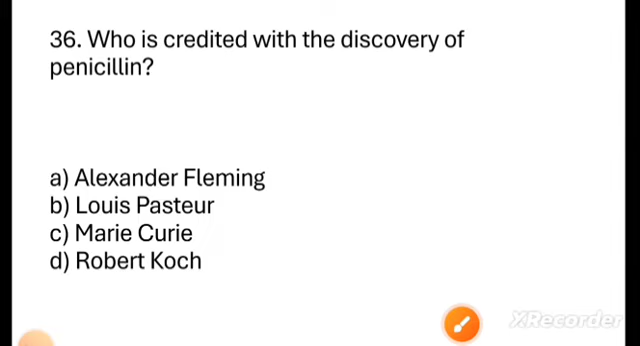 36. Who is credited with the discovery of
penicillin?
a) Alexander Fleming
b) Louis Pasteur
c) Marie Curie
d) Robert Koch
XRecorder